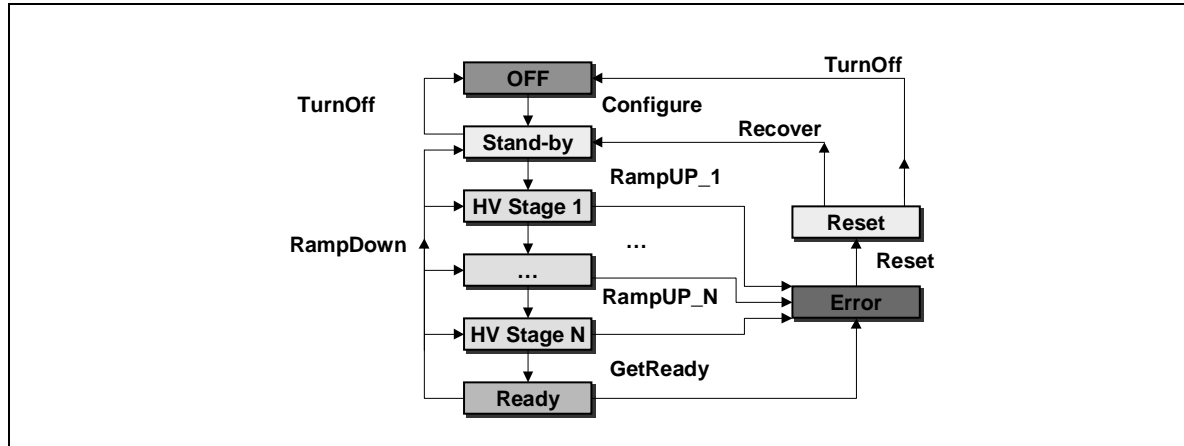 TurnOff
OFF
TurnOff
Configure
Recover
Stand-by
RampUP_1
HV Stage 1
Reset
RampDown
...
Reset
...
RampUP_N
Error
HV Stage N
GetReady
Ready